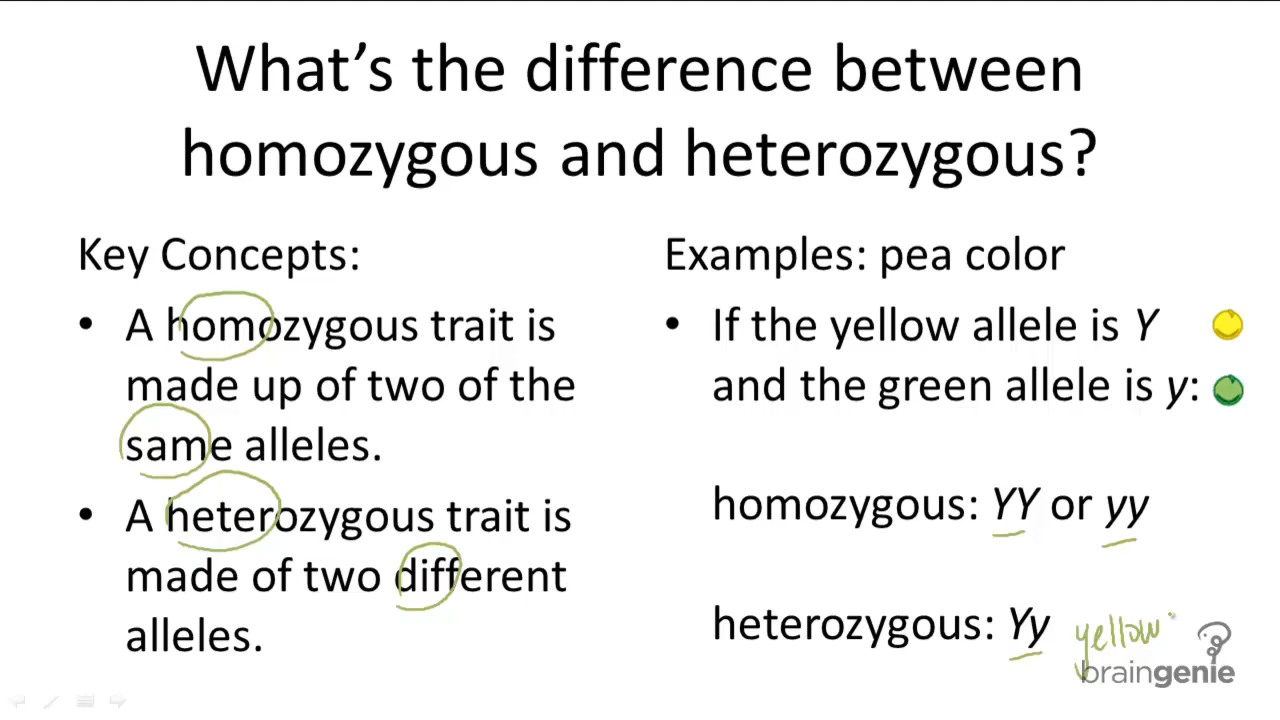 What's the difference between
homozygous and heterozygous?
Key Concepts:
• A homozygous trait is
made up of two of the
same alleles.
• A heterozygous trait is
made of two different
alleles.
Examples: pea color
• If the yellow allele is Y
and the green allele is y:
homozygous: YY or yy
heterozygous: Yy
yellow
braingenie